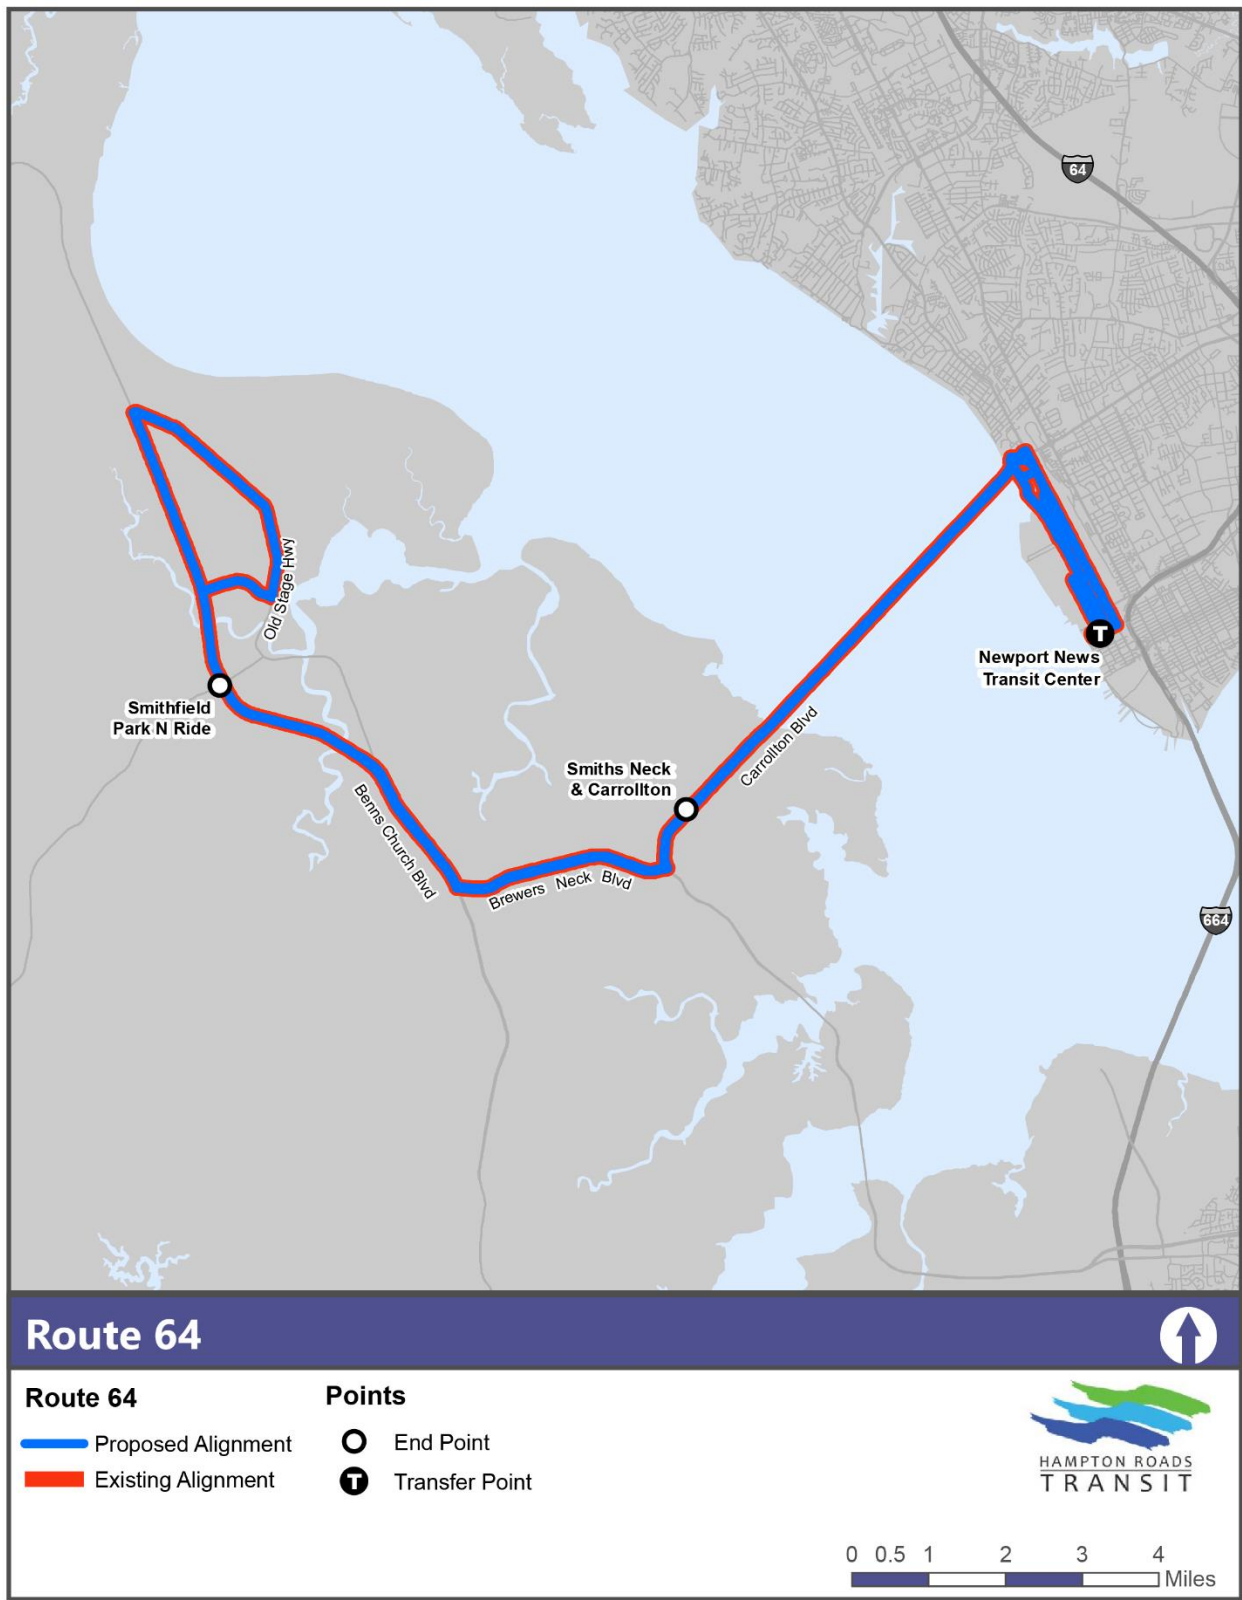 64
Old Stage Hwy
Newport News
Transit Center
Smithfield
Park N Ride
Smiths Neck
& Carrollton
Carrollton Blvd
Benns Church Blvd
Brewers Neck Blvd
664
Route 64
Route 64
Points
Proposed Alignment
End Point
Existing Alignment
T
Transfer Point
T
HAMPTON ROADS
TRANSIT
0 0.5 1 2 3 4
Miles